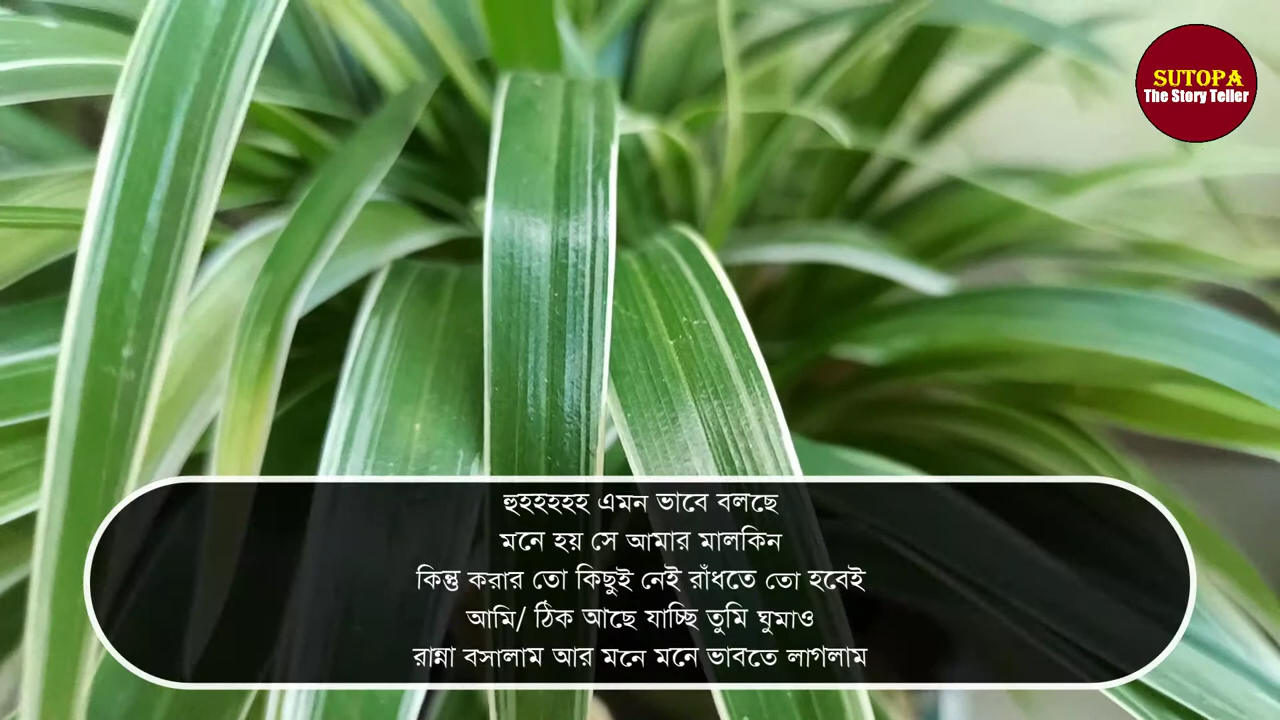 SUTOPA
The Story Teller
হুহহহহহ এমন ভাবে বলছে
মনে হয় সে আমার মালকিন
কিন্তু করার তো কিছুই নেই রাঁধতে তো হবেই
আমি/ ঠিক আছে যাচ্ছি তুমি ঘুমাও
রান্না বসালাম আর মনে মনে ভাবতে লাগলাম